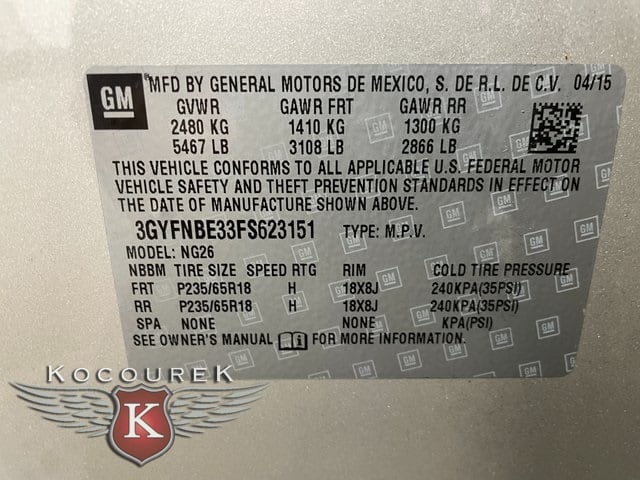 GM MFD BY GENERAL MOTORS DE MEXICO, S. DE R.L. DE C.V. 04/15
GVWR GAWR FRT GAWR RR
2480 KG 1410 KG 1300 KG
5467 LB 3108 LB 2866 LB
THIS VEHICLE CONFORMS TO ALL APPLICABLE U.S. FEDERAL MOTOR
VEHICLE SAFETY AND THEFT PREVENTION STANDARDS IN EFFECT ON
THE DATE OF MANUFACTURE SHOWN ABOVE.
3GYFNBE33FS623151 TYPE: M.P.V.
MODEL: NG26
NBBM TIRE SIZE SPEED RTG RIM COLD TIRE PRESSURE
FRT P235/65R18 H 18X8J 240KPA(35PSI)
RR P235/65R18 H 18X8J 240KPA(35PSI)
SPA NONE NONE KPA(PSI)
SEE OWNER'S MANUAL FOR MORE INFORMATION.
KOCOUREK
K